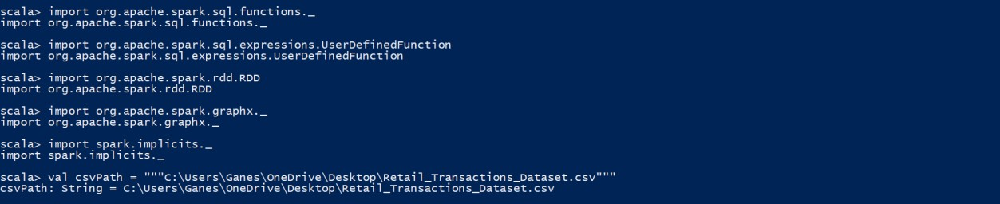 scala> import org.apache.spark.sql.functions._
import org.apache.spark.sql.functions._
scala> import org.apache.spark.sql.expressions.UserDefinedFunction
import org.apache.spark.sql.expressions.UserDefinedFunction
scala> import org.apache.spark.rdd.RDD
import org.apache.spark.rdd.RDD
scala> import org.apache.spark.graphx._
import org.apache.spark.graphx._
scala> import spark.implicits._
import spark.implicits._
scala> val csvPath = """C:\Users\Ganes\OneDrive\Desktop\Retail_Transactions_Dataset.csv"""
csvPath: String = C:\Users\Ganes\OneDrive\Desktop\Retail_Transactions_Dataset.csv